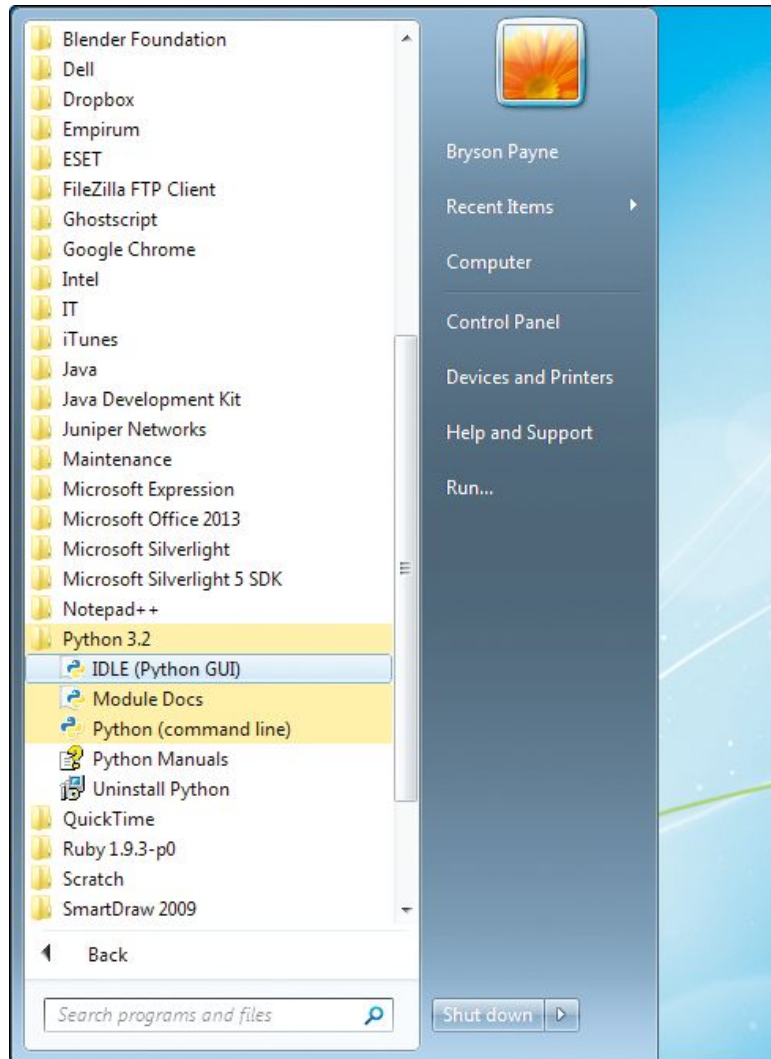 Blender Foundation
Dell
Dropbox
Empirum
ESET
FileZilla FTP Client
Ghostscript
Google Chrome
Intel
IT
iTunes
Java
Java Development Kit
Juniper Networks
Maintenance
Microsoft Expression
Microsoft Office 2013
Microsoft Silverlight
Microsoft Silverlight 5 SDK
Notepad++
Python 3.2
IDLE (Python GUI)
Module Docs
Python (command line)
Python Manuals
Uninstall Python
QuickTime
Ruby 1.9.3-p0
Scratch
SmartDraw 2009
Back
Search programs and files
Bryson Payne
Recent Items
Computer
Control Panel
Devices and Printers
Help and Support
Run...
Shut down